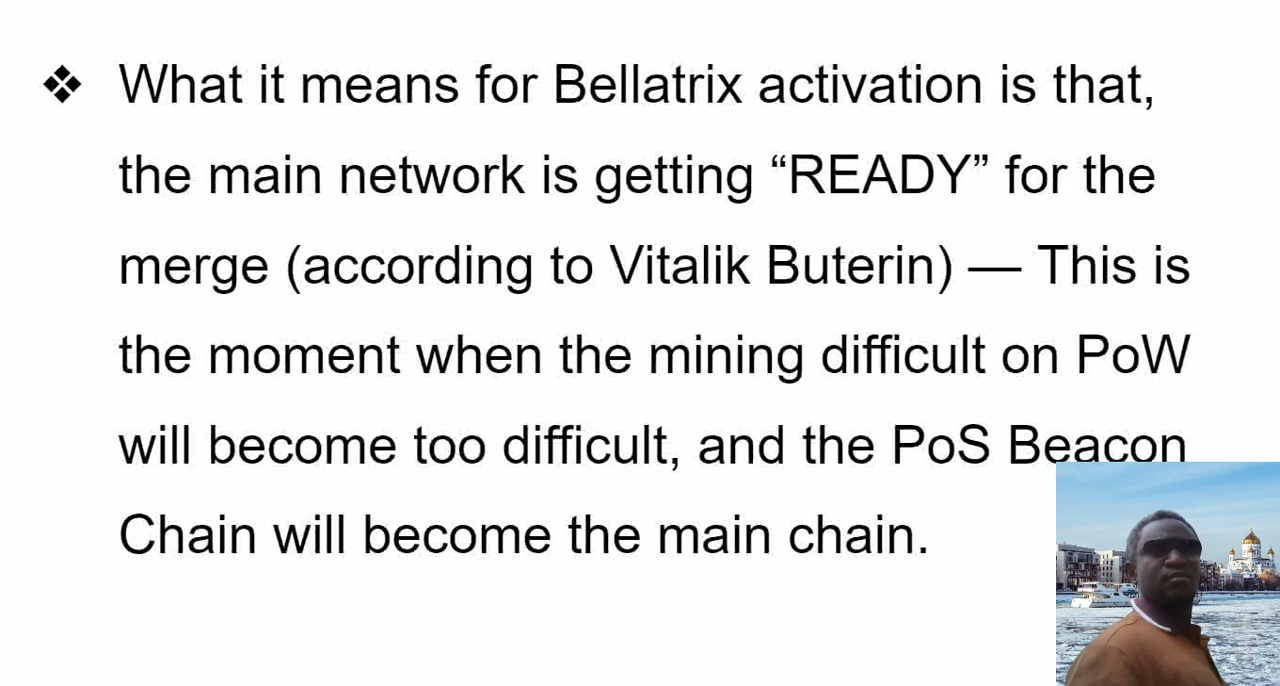 ❖ What it means for Bellatrix activation is that,
the main network is getting “READY” for the
merge (according to Vitalik Buterin) — This is
the moment when the mining difficult on PoW
will become too difficult, and the PoS Beacon
Chain will become the main chain.